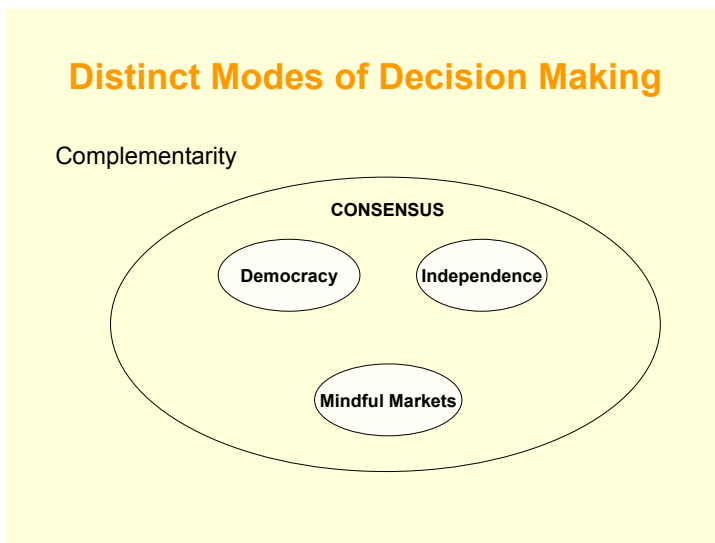 Distinct Modes of Decision Making
Complementarity
CONSENSUS
Democracy
Independence
Mindful Markets